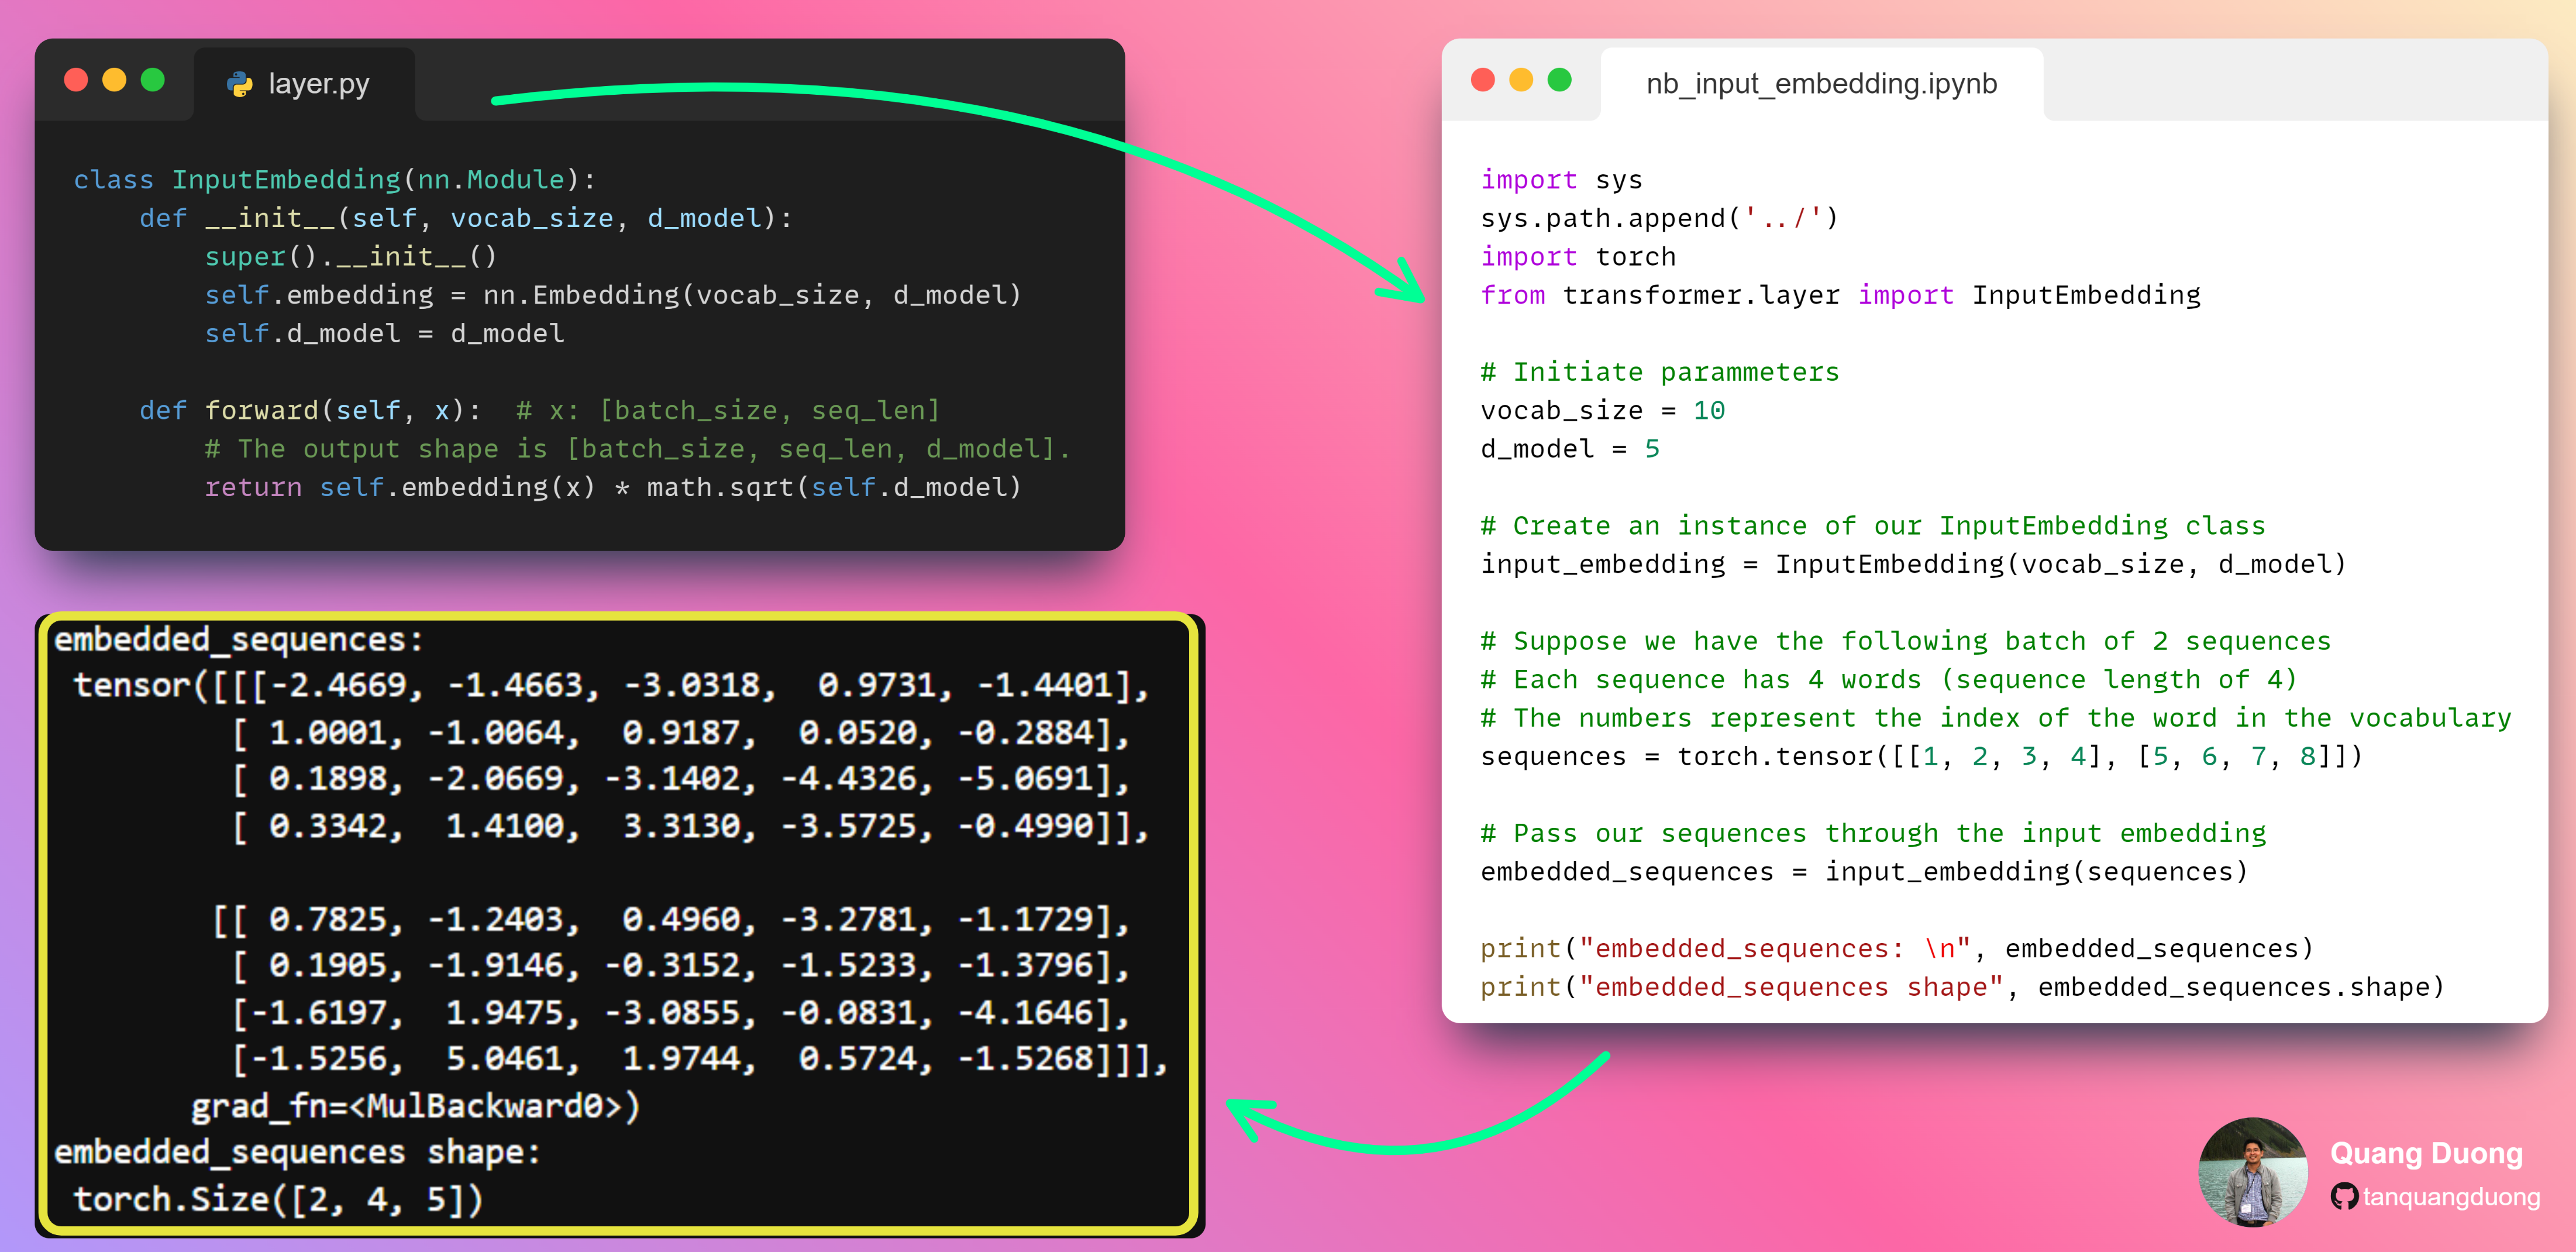 layer.py
class InputEmbedding(nn.Module):
    def __init__(self, vocab_size, d_model):
        super().__init__()
        self.embedding = nn.Embedding(vocab_size, d_model)
        self.d_model = d_model

    def forward(self, x):  # x: [batch_size, seq_len]
        # The output shape is [batch_size, seq_len, d_model].
        return self.embedding(x) * math.sqrt(self.d_model)

nb_input_embedding.ipynb
import sys
sys.path.append('../')
import torch
from transformer.layer import InputEmbedding

# Initiate parammeters
vocab_size = 10
d_model = 5

# Create an instance of our InputEmbedding class
input_embedding = InputEmbedding(vocab_size, d_model)

# Suppose we have the following batch of 2 sequences
# Each sequence has 4 words (sequence length of 4)
# The numbers represent the index of the word in the vocabulary
sequences = torch.tensor([[1, 2, 3, 4], [5, 6, 7, 8]])

# Pass our sequences through the input embedding
embedded_sequences = input_embedding(sequences)

print("embedded_sequences: \n", embedded_sequences)
print("embedded_sequences shape", embedded_sequences.shape)

embedded_sequences:
 tensor([[[-2.4669, -1.4663, -3.0318,  0.9731, -1.4401],
         [ 1.0001, -1.0064,  0.9187,  0.0520, -0.2884],
         [ 0.1898, -2.0669, -3.1402, -4.4326, -5.0691],
         [ 0.3342,  1.4100,  3.3130, -3.5725, -0.4990]],

        [[ 0.7825, -1.2403,  0.4960, -3.2781, -1.1729],
         [ 0.1905, -1.9146, -0.3152, -1.5233, -1.3796],
         [-1.6197,  1.9475, -3.0855, -0.0831, -4.1646],
         [-1.5256,  5.0461,  1.9744,  0.5724, -1.5268]]],
       grad_fn=<MulBackward0>)
embedded_sequences shape:
 torch.Size([2, 4, 5])

Quang Duong
tanquangduong